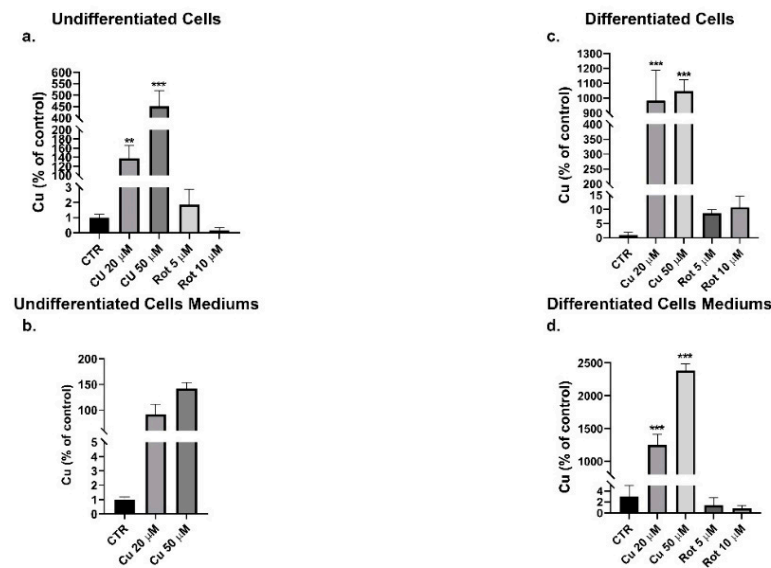 Undifferentiated Cells
a.
Cu (% of control)
600
550
500
450
400
200
180
160
140
120
100
3
2
1
0
**
***
CTR
CU 20 μM
CU 50 μM
Rot 5 μM
Rot 10 μM
Differentiated Cells
c.
Cu (% of control)
1300
1200
1100
1000
900
400
350
300
250
200
15
10
5
0
***
***
CTR
Cu 20 μM
Cu 50 μM
Rot 5 μM
Rot 10 μM
Undifferentiated Cells Mediums
b.
Cu (% of control)
200
150
100
5
4
3
2
1
0
CTR
Cu 20 μM
Cu 50 μM
Differentiated Cells Mediums
d.
Cu (% of control)
2500
2000
1500
1000
4
2
0
***
***
CTR
Cu 20 μM
Cu 50 μM
Rot 5 μM
Rot 10 μM